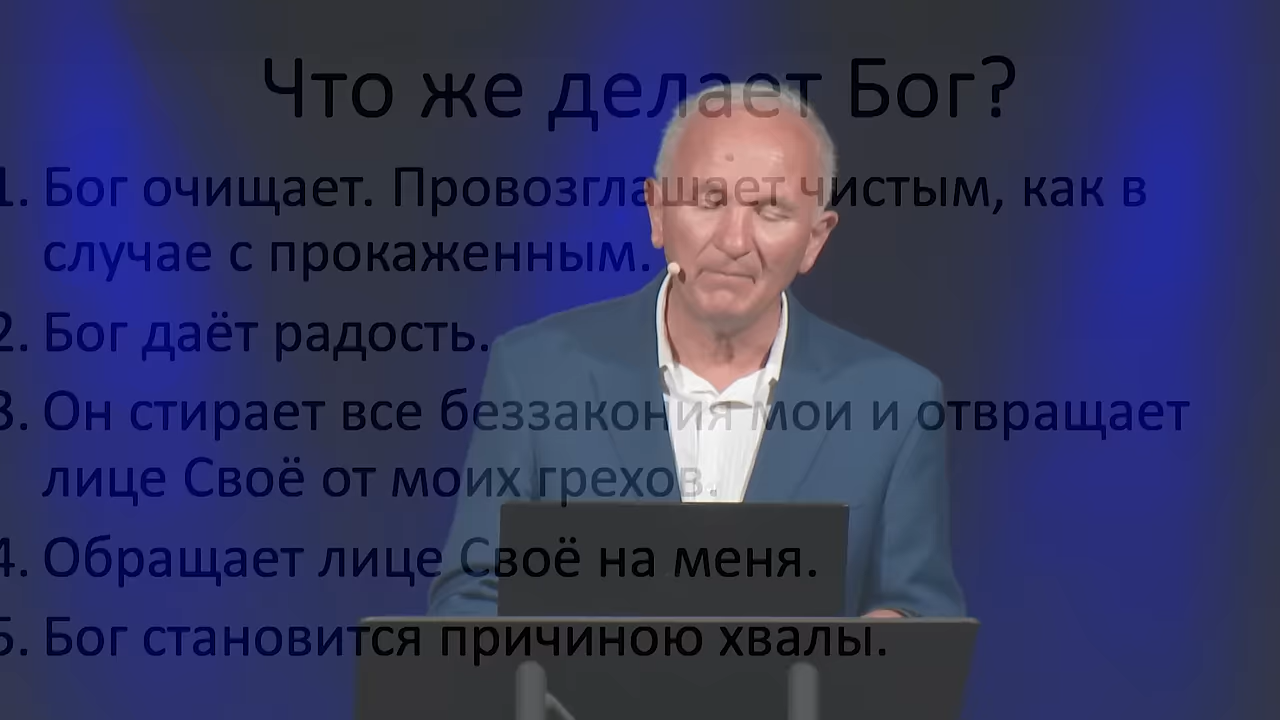 Что же делает Бог?
1. Бог очищает. Провозглашает чистым, как в
случае с прокаженным.
2. Бог даёт радость.
3. Он стирает все беззакония мои и отвращает
лице Своё от моих грехов.
4. Обращает лице Своё на меня.
5. Бог становится причиною хвалы.